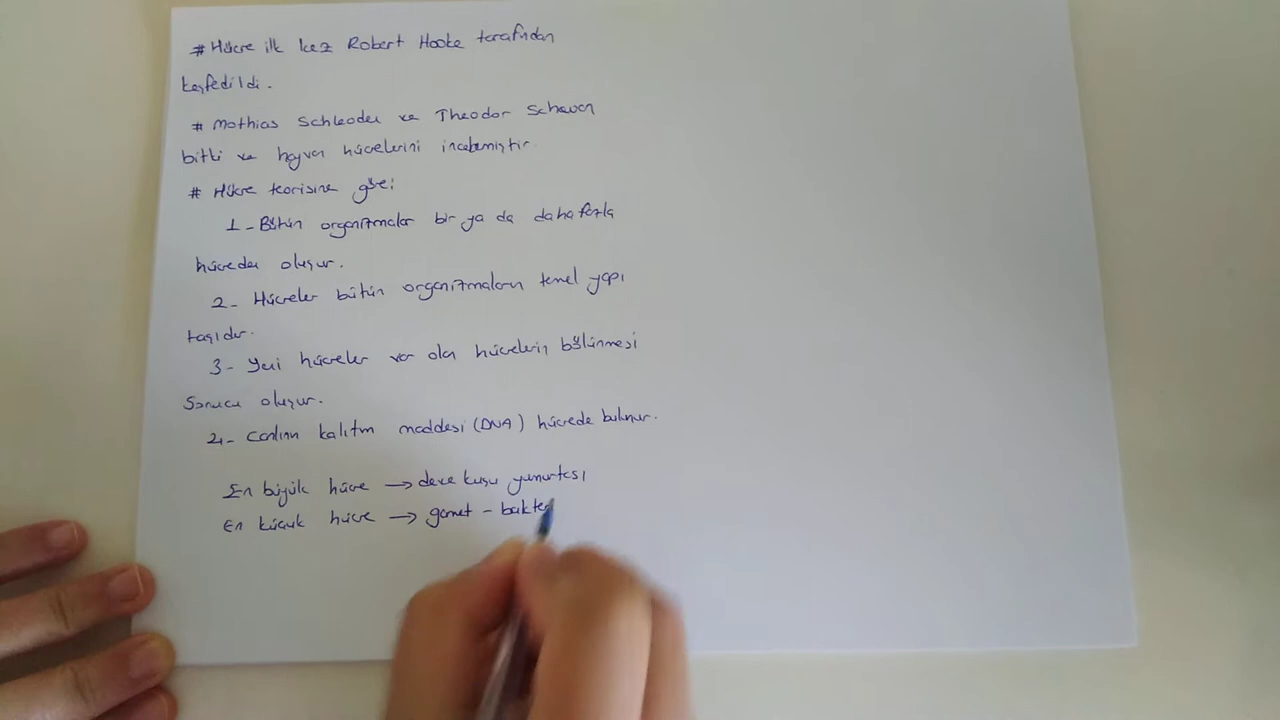 # Hücre ilk kez Robert Hooke tarafından
keşfedildi.
# Mathias Schleiden ve Theodor Schwan
bitki ve hayvan hücrelerini incelemiştir.
# Hücre teorisine göre;
1-Bütün organizmalar bir ya da daha fazla
hücreden oluşur.
2- Hücreler bütün organizmaların temel yapı
taşıdır.
3- Yeni hücreler var olan hücrelerin bölünmesi
Sonucu oluşur.
4- Canlının kalıtım maddesi (DNA) hücrede bulunur.
En büyük hücre → deve kuşu yumurtası
En küçük hücre → gamet - bakte